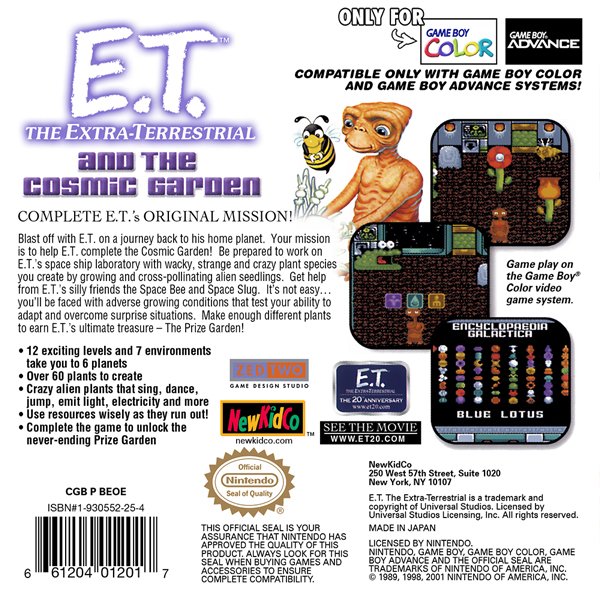 ONLY FOR
GAME BOY
COLOR
GAME BOY
ADVANCE
COMPATIBLE ONLY WITH GAME BOY COLOR
AND GAME BOY ADVANCE SYSTEMS!
E.T.™
THE EXTRA-TERRESTRIAL
AND THE
COSMIC GARDEN
COMPLETE E.T.'s ORIGINAL MISSION!
Blast off with E.T. on a journey back to his home planet. Your mission
is to help E.T. complete the Cosmic Garden! Be prepared to work on
E.T.'s space ship laboratory with wacky, strange and crazy plant species
you create by growing and cross-pollinating alien seedlings. Get help
from E.T.'s silly friends the Space Bee and Space Slug. It's not easy…
you'll be faced with adverse growing conditions that test your ability to
adapt and overcome surprise situations. Make enough different plants
to earn E.T.'s ultimate treasure – The Prize Garden!
• 12 exciting levels and 7 environments
take you to 6 planets
• Over 60 plants to create
• Crazy alien plants that sing, dance,
jump, emit light, electricity and more
• Use resources wisely as they run out!
• Complete the game to unlock the
never-ending Prize Garden
Game play on
the Game Boy®
Color video
game system.
ENCYCLOPAEDIA
GALACTICA
BLUE LOTUS
ZED TWO
GAME DESIGN STUDIO
NewKidCo™
newkidco.com
E.T.
THE EXTRA-TERRESTRIAL
THE 20TH ANNIVERSARY
www.et20.com
SEE THE MOVIE
WWW.ET20.COM
Official
Nintendo®
Seal of Quality
THIS OFFICIAL SEAL IS YOUR
ASSURANCE THAT NINTENDO HAS
APPROVED THE QUALITY OF THIS
PRODUCT. ALWAYS LOOK FOR THIS
SEAL WHEN BUYING GAMES AND
ACCESSORIES TO ENSURE
COMPLETE COMPATIBILITY.
CGB P BEOE
ISBN#1-930552-25-4
6 61204 01201 7
NewKidCo
250 West 57th Street, Suite 1020
New York, NY 10107
E.T. The Extra-Terrestrial is a trademark and
copyright of Universal Studios. Licensed by
Universal Studios Licensing, Inc. All rights reserved.
MADE IN JAPAN
LICENSED BY NINTENDO.
NINTENDO, GAME BOY, GAME BOY COLOR, GAME
BOY ADVANCE AND THE OFFICIAL SEAL ARE
TRADEMARKS OF NINTENDO OF AMERICA, INC.
© 1989, 1998, 2001 NINTENDO OF AMERICA, INC.